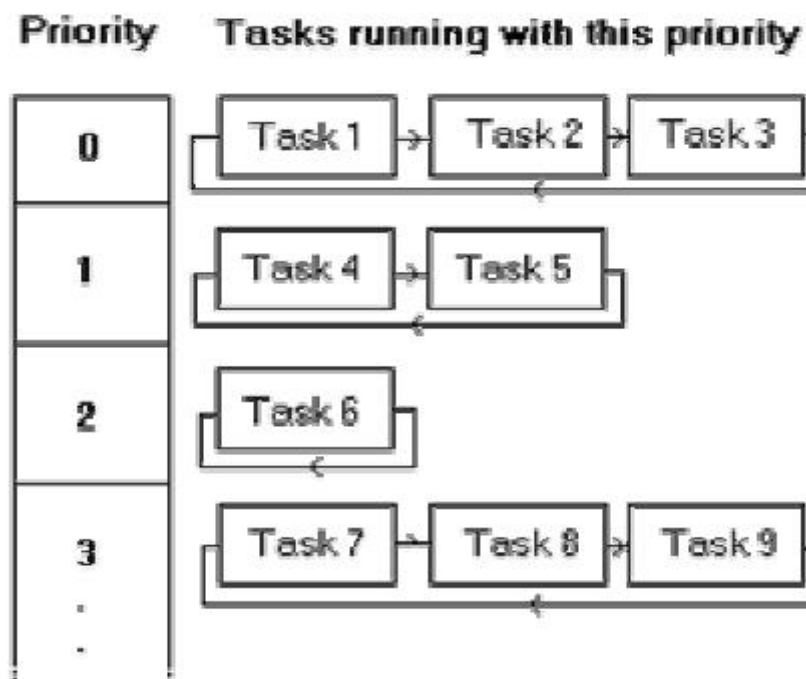 Priority Tasks running with this priority
0 Task 1 Task 2 Task 3
1 Task 4 Task 5
2 Task 6
3 Task 7 Task 8 Task 9
.
.